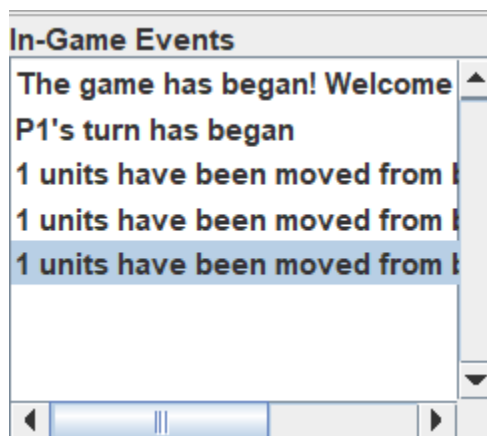 In-Game Events
The game has began! Welcome
P1's turn has began
1 units have been moved from
1 units have been moved from
1 units have been moved from